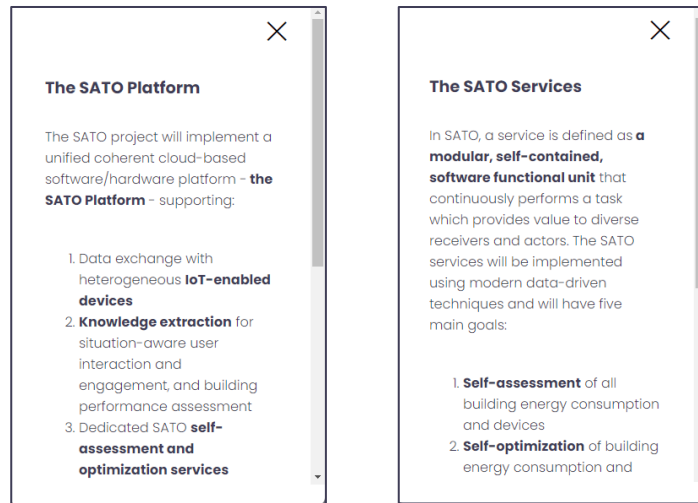 The SATO Platform
The SATO project will implement a
unified coherent cloud-based
software/hardware platform - the
SATO Platform - supporting:
1. Data exchange with
heterogeneous IoT-enabled
devices
2. Knowledge extraction for
situation-aware user
interaction and
engagement, and building
performance assessment
3. Dedicated SATO self-
assessment and
optimization services
The SATO Services
In SATO, a service is defined as a
modular, self-contained,
software functional unit that
continuously performs a task
which provides value to diverse
receivers and actors. The SATO
services will be implemented
using modern data-driven
techniques and will have five
main goals:
1. Self-assessment of all
building energy consumption
and devices
2. Self-optimization of building
energy consumption and